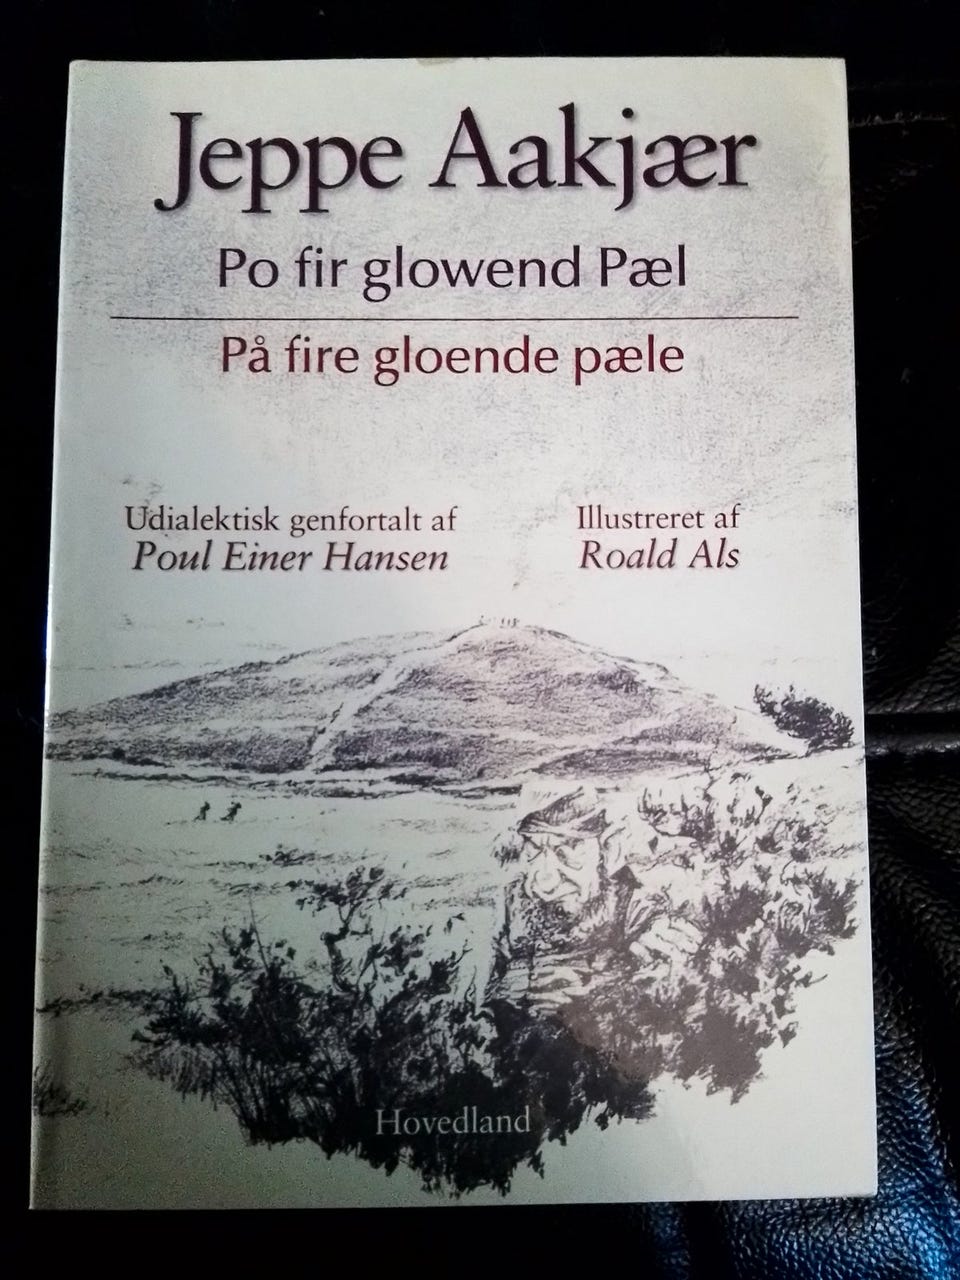 Jeppe Aakjær
Po fir glowend Pæl
På fire gloende pæle
Udialektisk genfortalt af
Poul Einer Hansen
Illustreret af
Roald Als
Hovedland